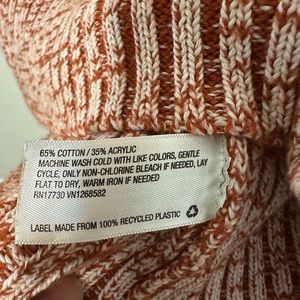 65% COTTON / 35% ACRYLIC
MACHINE WASH COLD WITH LIKE COLORS, GENTLE
CYCLE, ONLY NON-CHLORINE BLEACH IF NEEDED, LAY
FLAT TO DRY, WARM IRON IF NEEDED
RN17730 VN1268582
LABEL MADE FROM 100% RECYCLED PLASTIC